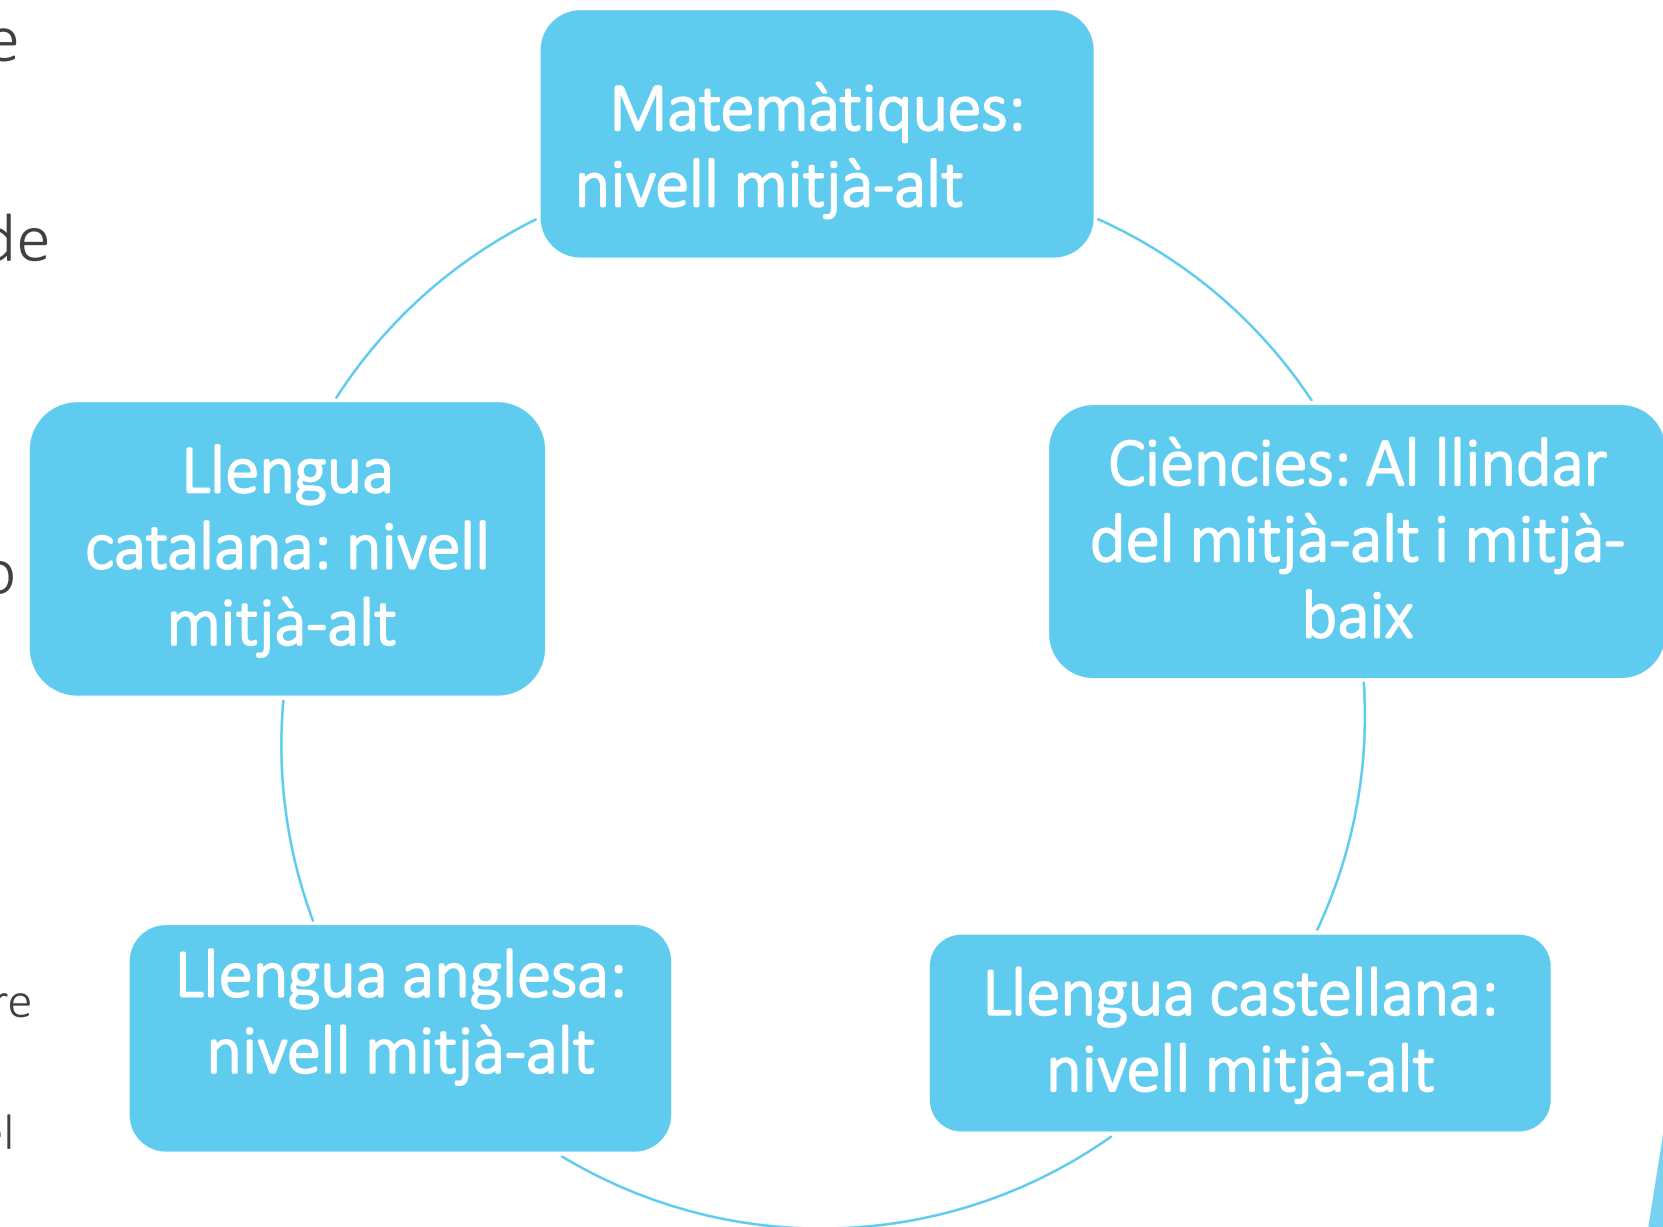 Matemàtiques:
nivell mitjà-alt
de
Llengua
catalana: nivell
mitjà-alt
Ciències: Al llindar
del mitjà-alt i mitjà-
baix
Llengua anglesa:
nivell mitjà-alt
Llengua castellana:
nivell mitjà-alt